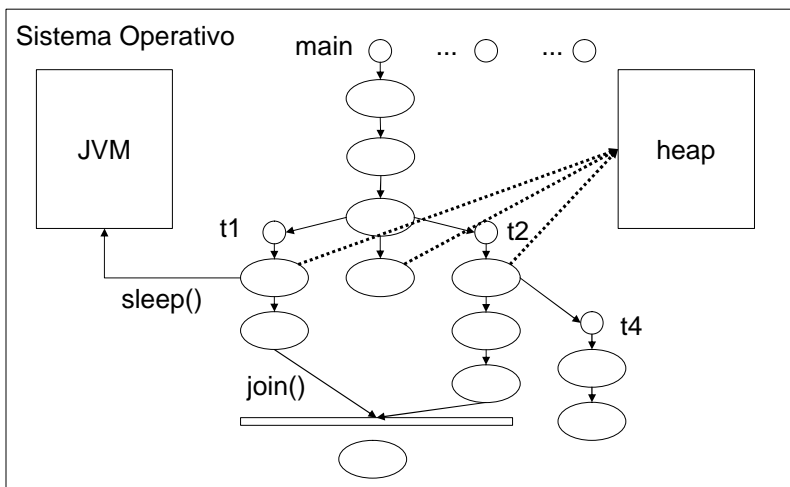 Sistema Operativo
main
...
...
JVM
heap
t1
t2
sleep()
t4
join()